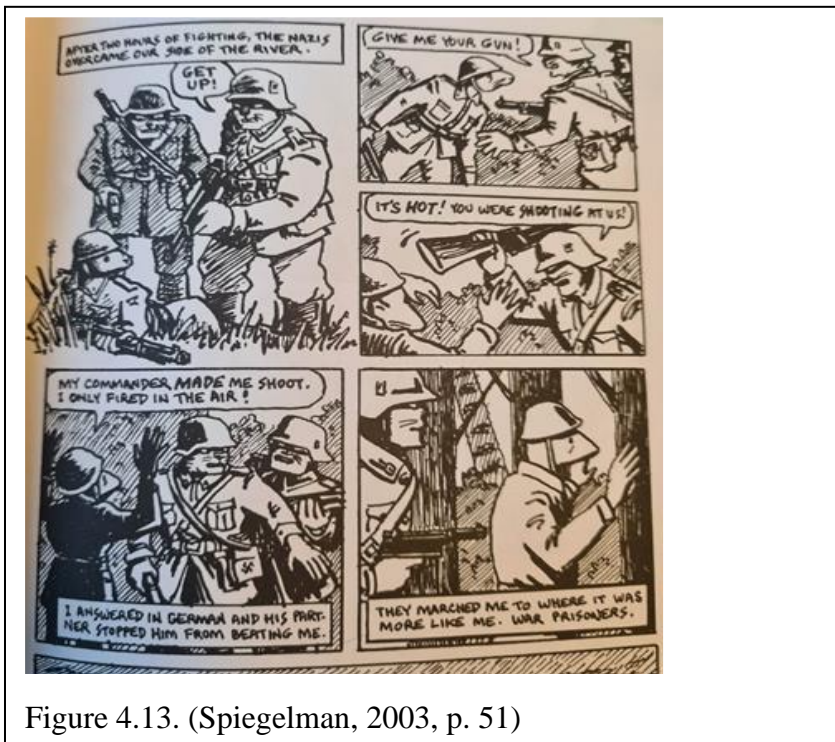 AFTER TWO HOURS OF FIGHTING, THE NAZIS
OVERCAME OUR SIDE OF THE RIVER.
GET
UP!
GIVE ME YOUR GUN!
IT'S HOT! YOU WERE SHOOTING AT US!
MY COMMANDER MADE ME SHOOT.
I ONLY FIRED IN THE AIR!
I ANSWERED IN GERMAN AND HIS PART-
NER STOPPED HIM FROM BEATING ME.
THEY MARCHED ME TO WHERE IT WAS
MORE LIKE ME. WAR PRISONERS.
Figure 4.13. (Spiegelman, 2003, p. 51)